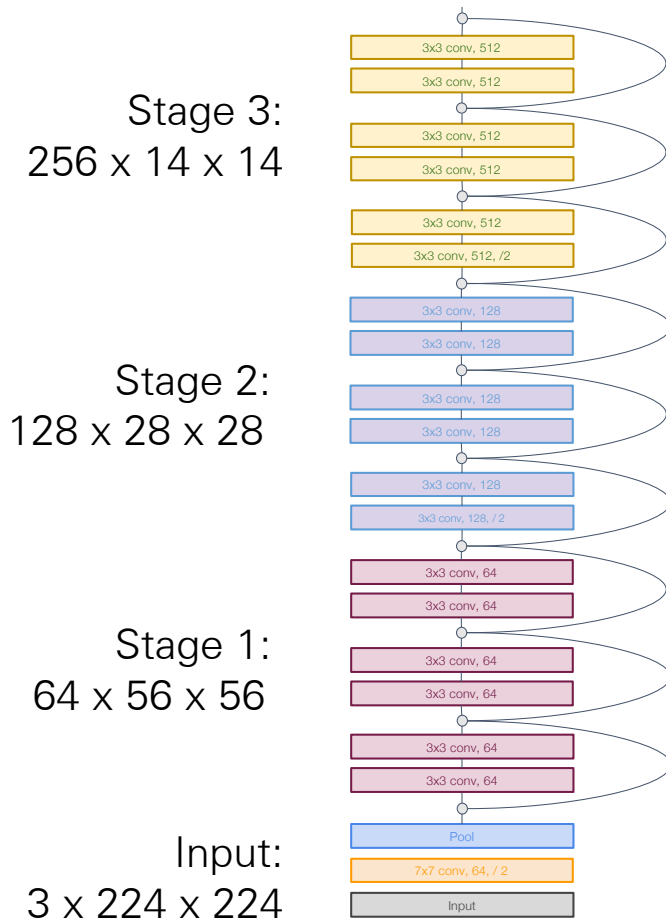 3x3 conv, 512
3x3 conv, 512
Stage 3:
256 x 14 x 14
3x3 conv, 512
3x3 conv, 512
3x3 conv, 512
3x3 conv, 512, /2
3x3 conv, 128
3x3 conv, 128
Stage 2:
128 x 28 x 28
3x3 conv, 128
3x3 conv, 128
3x3 conv, 128
3x3 conv, 128, / 2
3x3 conv, 64
3x3 conv, 64
Stage 1:
64 x 56 x 56
3x3 conv, 64
3x3 conv, 64
3x3 conv, 64
3x3 conv, 64
Input:
3 x 224 x 224
Pool
7x7 conv, 64, / 2
Input